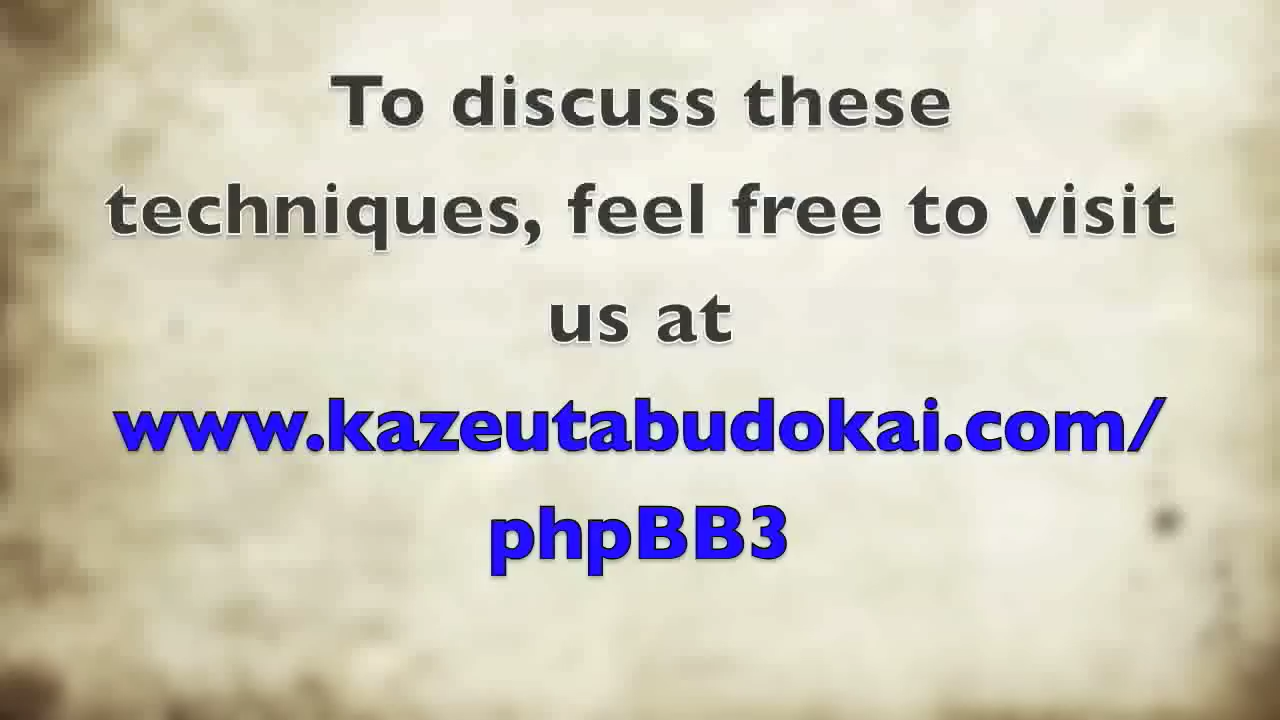 To discuss these
techniques, feel free to visit
us at
www.kazeutabudokai.com/
phpBB3